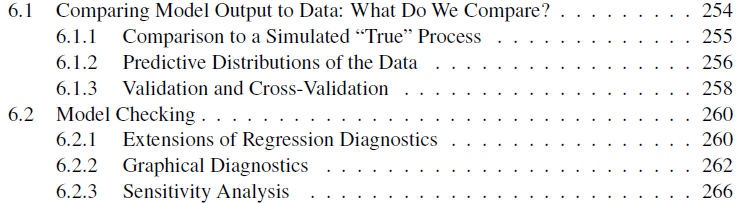 6.1 Comparing Model Output to Data: What Do We Compare? . . . . . . . . . 254
6.1.1 Comparison to a Simulated “True” Process . . . . . . . . . . . . . 255
6.1.2 Predictive Distributions of the Data . . . . . . . . . . . . . . . . . 256
6.1.3 Validation and Cross-Validation . . . . . . . . . . . . . . . . . . . 258
6.2 Model Checking . . . . . . . . . . . . . . . . . . . . . . . . . . . . . . . . 260
6.2.1 Extensions of Regression Diagnostics . . . . . . . . . . . . . . . . 260
6.2.2 Graphical Diagnostics . . . . . . . . . . . . . . . . . . . . . . . . 262
6.2.3 Sensitivity Analysis . . . . . . . . . . . . . . . . . . . . . . . . . 266